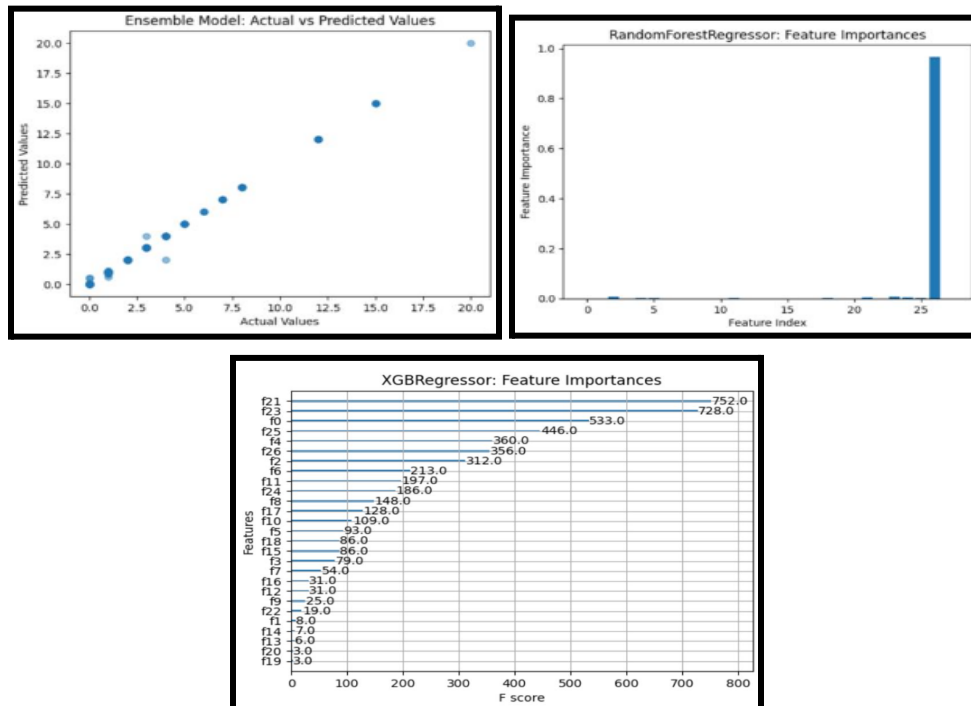 Ensemble Model: Actual vs Predicted Values
20.0
17.5
15.0
12.5
10.0
7.5
5.0
2.5
0.0
Predicted Values
0.0 2.5 5.0 7.5 10.0 12.5 15.0 17.5 20.0
Actual Values
RandomForestRegressor: Feature Importances
1.0
0.8
0.6
0.4
0.2
0.0
Feature Importance
0 5 10 15 20 25
Feature Index
XGBRegressor: Feature Importances
f21 752.0
f23 728.0
f0 533.0
f25 446.0
f4 360.0
f26 356.0
f2 312.0
f6 213.0
f11 197.0
f24 186.0
f8 148.0
f17 128.0
f10 109.0
f5 93.0
f18 86.0
f15 86.0
f3 79.0
f7 54.0
f16 31.0
f12 31.0
f9 25.0
f22 19.0
f1 8.0
f14 7.0
f13 6.0
f20 3.0
f19 3.0
Features
0 100 200 300 400 500 600 700 800
F score